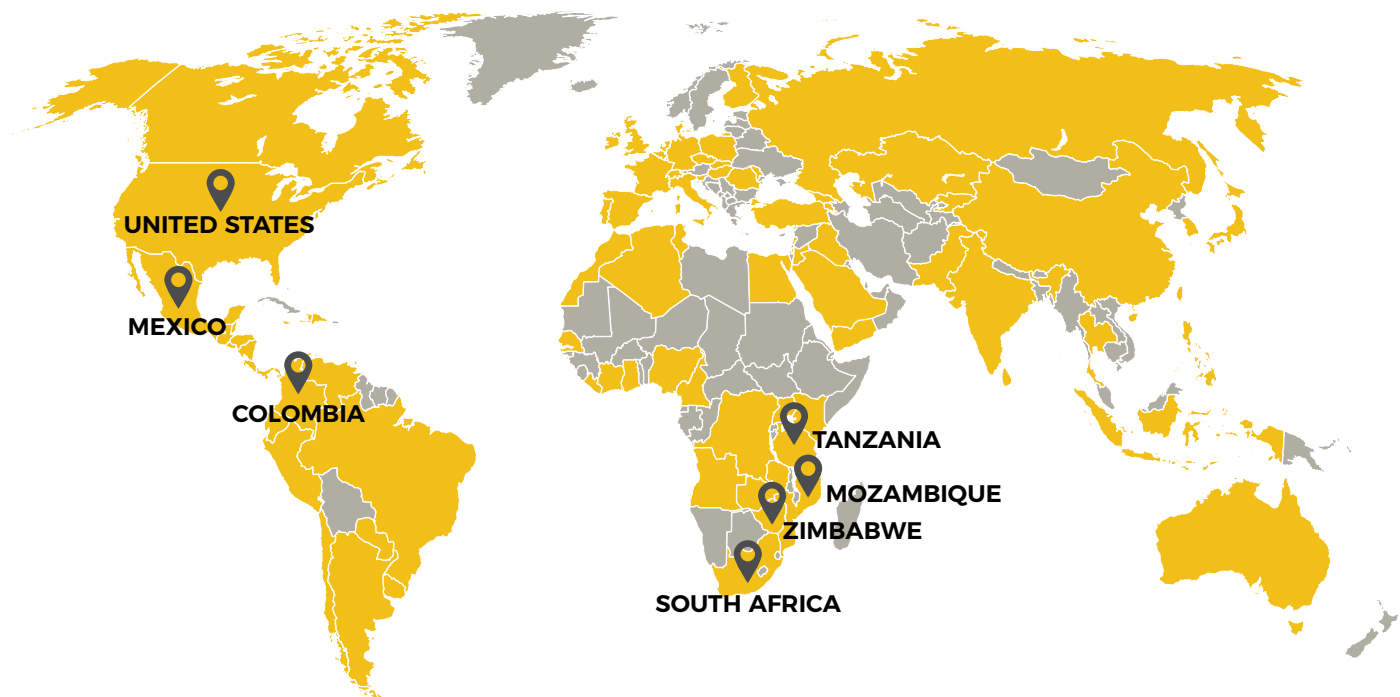 UNITED STATES
MEXICO
COLOMBIA
TANZANIA
MOZAMBIQUE
ZIMBABWE
SOUTH AFRICA